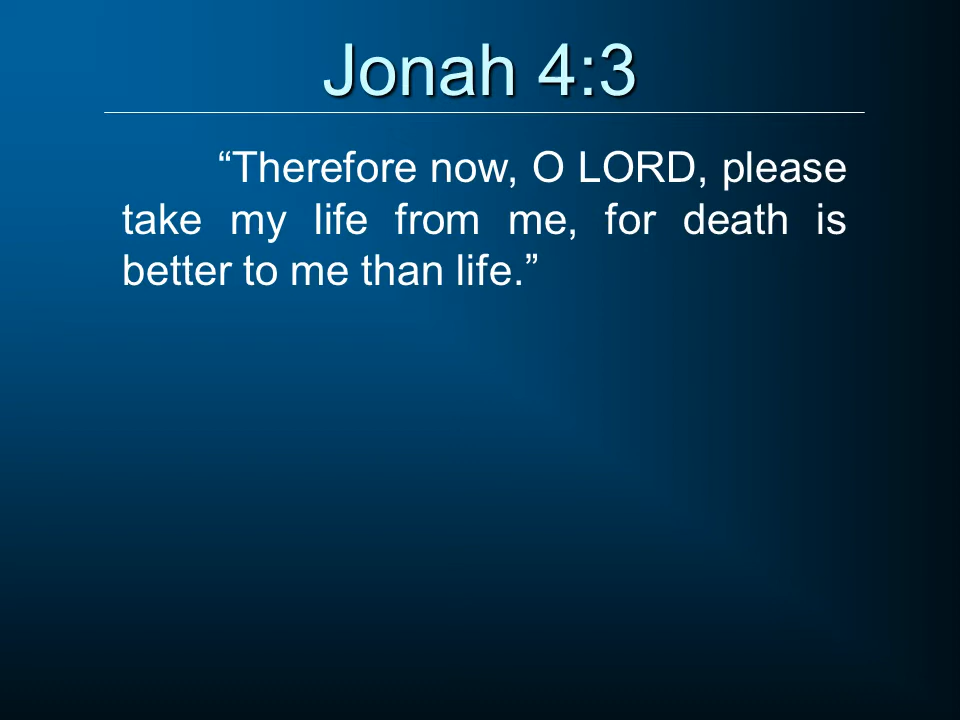 Jonah 4:3
“Therefore now, O LORD, please
take my life from me, for death is
better to me than life.”